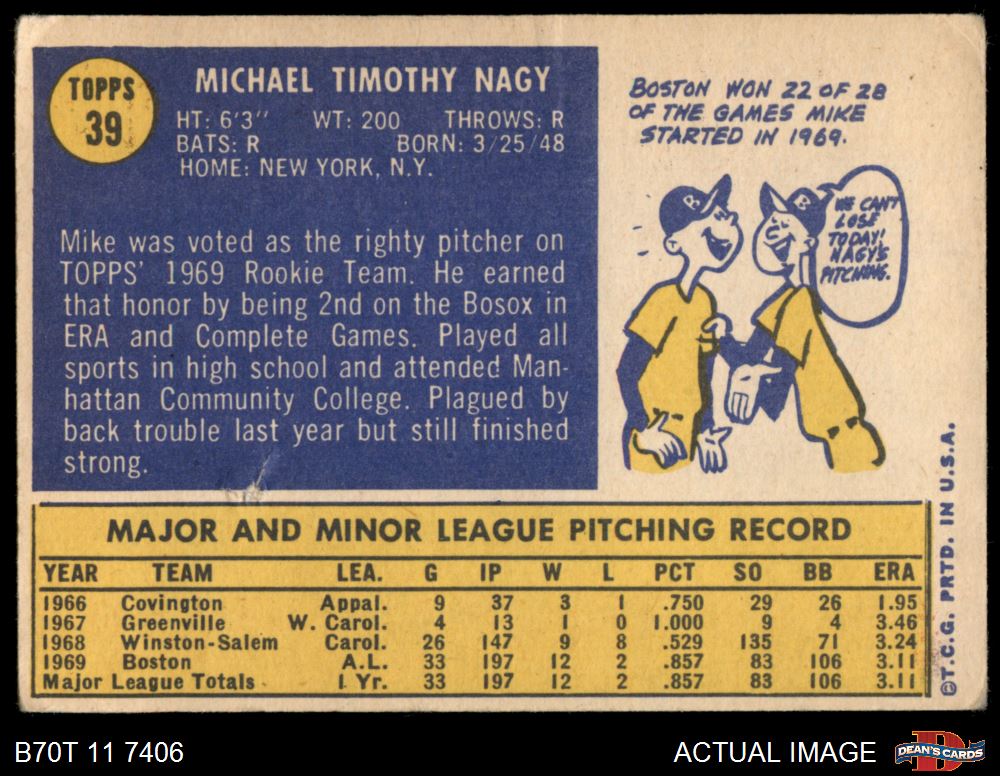 TOPPS
39
MICHAEL TIMOTHY NAGY
HT: 6'3" WT: 200 THROWS: R
BATS: R BORN: 3/25/48
HOME: NEW YORK, N.Y.
Mike was voted as the righty pitcher on
TOPPS' 1969 Rookie Team. He earned
that honor by being 2nd on the Bosox in
ERA and Complete Games. Played all
sports in high school and attended Man-
hattan Community College. Plagued by
back trouble last year but still finished
strong.
BOSTON WON 22 OF 28
OF THE GAMES MIKE
STARTED IN 1969.
B
B
WE CAN'T
LOSE
TODAY!
NAGY'S
PITCHING.
MAJOR AND MINOR LEAGUE PITCHING RECORD
YEAR TEAM LEA. G IP W L PCT SO BB ERA
1966 Covington Appal. 9 37 3 1 .750 29 26 1.95
1967 Greenville W. Carol. 4 13 1 0 1.000 9 4 3.46
1968 Winston-Salem Carol. 26 147 9 8 .529 135 71 3.24
1969 Boston A.L. 33 197 12 2 .857 83 106 3.11
Major League Totals 1 Yr. 33 197 12 2 .857 83 106 3.11
©T.C.G. PRTD. IN U.S.A.
B70T 11 7406
ACTUAL IMAGE
D
DEAN'S CARDS